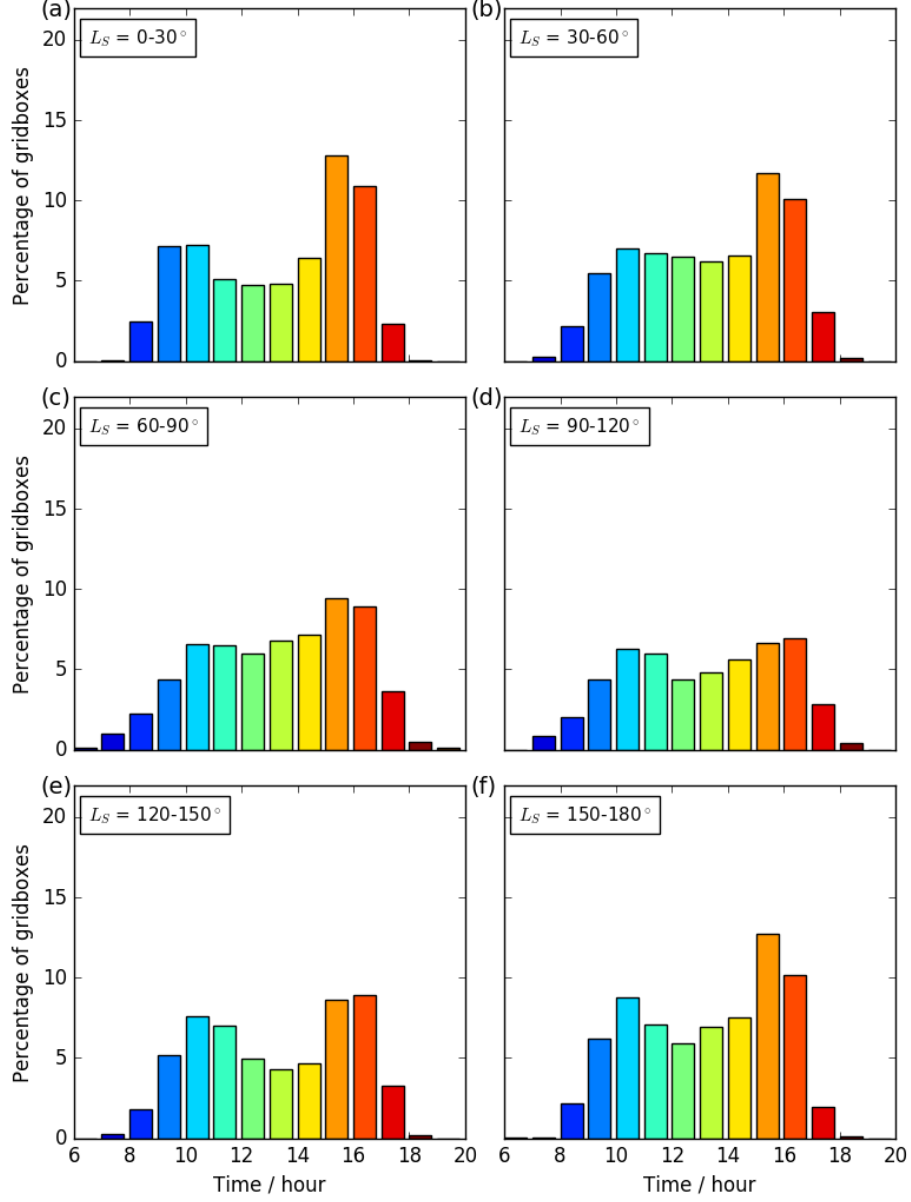 (a)
(b)
L_S = 0-30°
L_S = 30-60°
20
15
10
5
0
Percentage of gridboxes
(c)
(d)
L_S = 60-90°
L_S = 90-120°
20
15
10
5
0
Percentage of gridboxes
(e)
(f)
L_S = 120-150°
L_S = 150-180°
20
15
10
5
0
Percentage of gridboxes
6 8 10 12 14 16 18 20
6 8 10 12 14 16 18 20
Time / hour
Time / hour